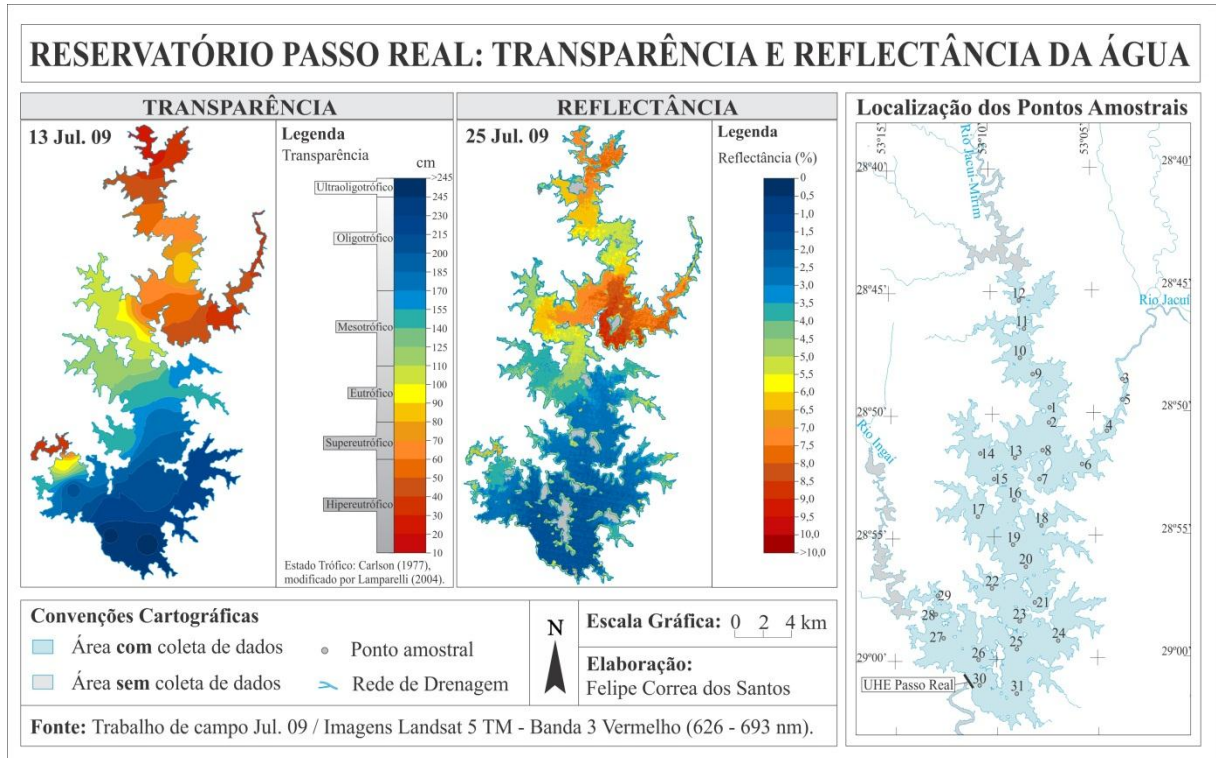 RESERVATÓRIO PASSO REAL: TRANSPARÊNCIA E REFLECTÂNCIA DA ÁGUA
TRANSPARÊNCIA
13 Jul. 09
Legenda
Transparência
cm
>245
245
230
215
200
185
170
155
140
125
110
100
90
80
70
60
50
40
30
20
10
Ultraoligotrófico
Oligotrófico
Mesotrófico
Eutrófico
Supereutrófico
Hipereutrófico
Estado Trófico: Carlson (1977),
modificado por Lamparelli (2004).
REFLECTÂNCIA
25 Jul. 09
Legenda
Reflectância (%)
0
0,5
1,0
1,5
2,0
2,5
3,0
3,5
4,0
4,5
5,0
5,5
6,0
6,5
7,0
7,5
8,0
8,5
9,0
9,5
10,0
>10,0
Localização dos Pontos Amostrais
53°15'
53°10'
53°05'
28°40'
28°40'
Rio Jacuí-Mirim
28°45'
28°45'
Rio Jacuí
12
11
10
9
3
5
1
2
4
28°50'
28°50'
Rio Ingaí
14
13
8
6
15
7
16
17
18
28°55'
28°55'
19
20
22
29
21
28
23
27
25
24
26
29°00'
29°00'
30
31
UHE Passo Real
Convenções Cartográficas
Área com coleta de dados
Ponto amostral
Área sem coleta de dados
Rede de Drenagem
N
Escala Gráfica: 0 2 4 km
Elaboração:
Felipe Correa dos Santos
Fonte: Trabalho de campo Jul. 09 / Imagens Landsat 5 TM - Banda 3 Vermelho (626 - 693 nm).